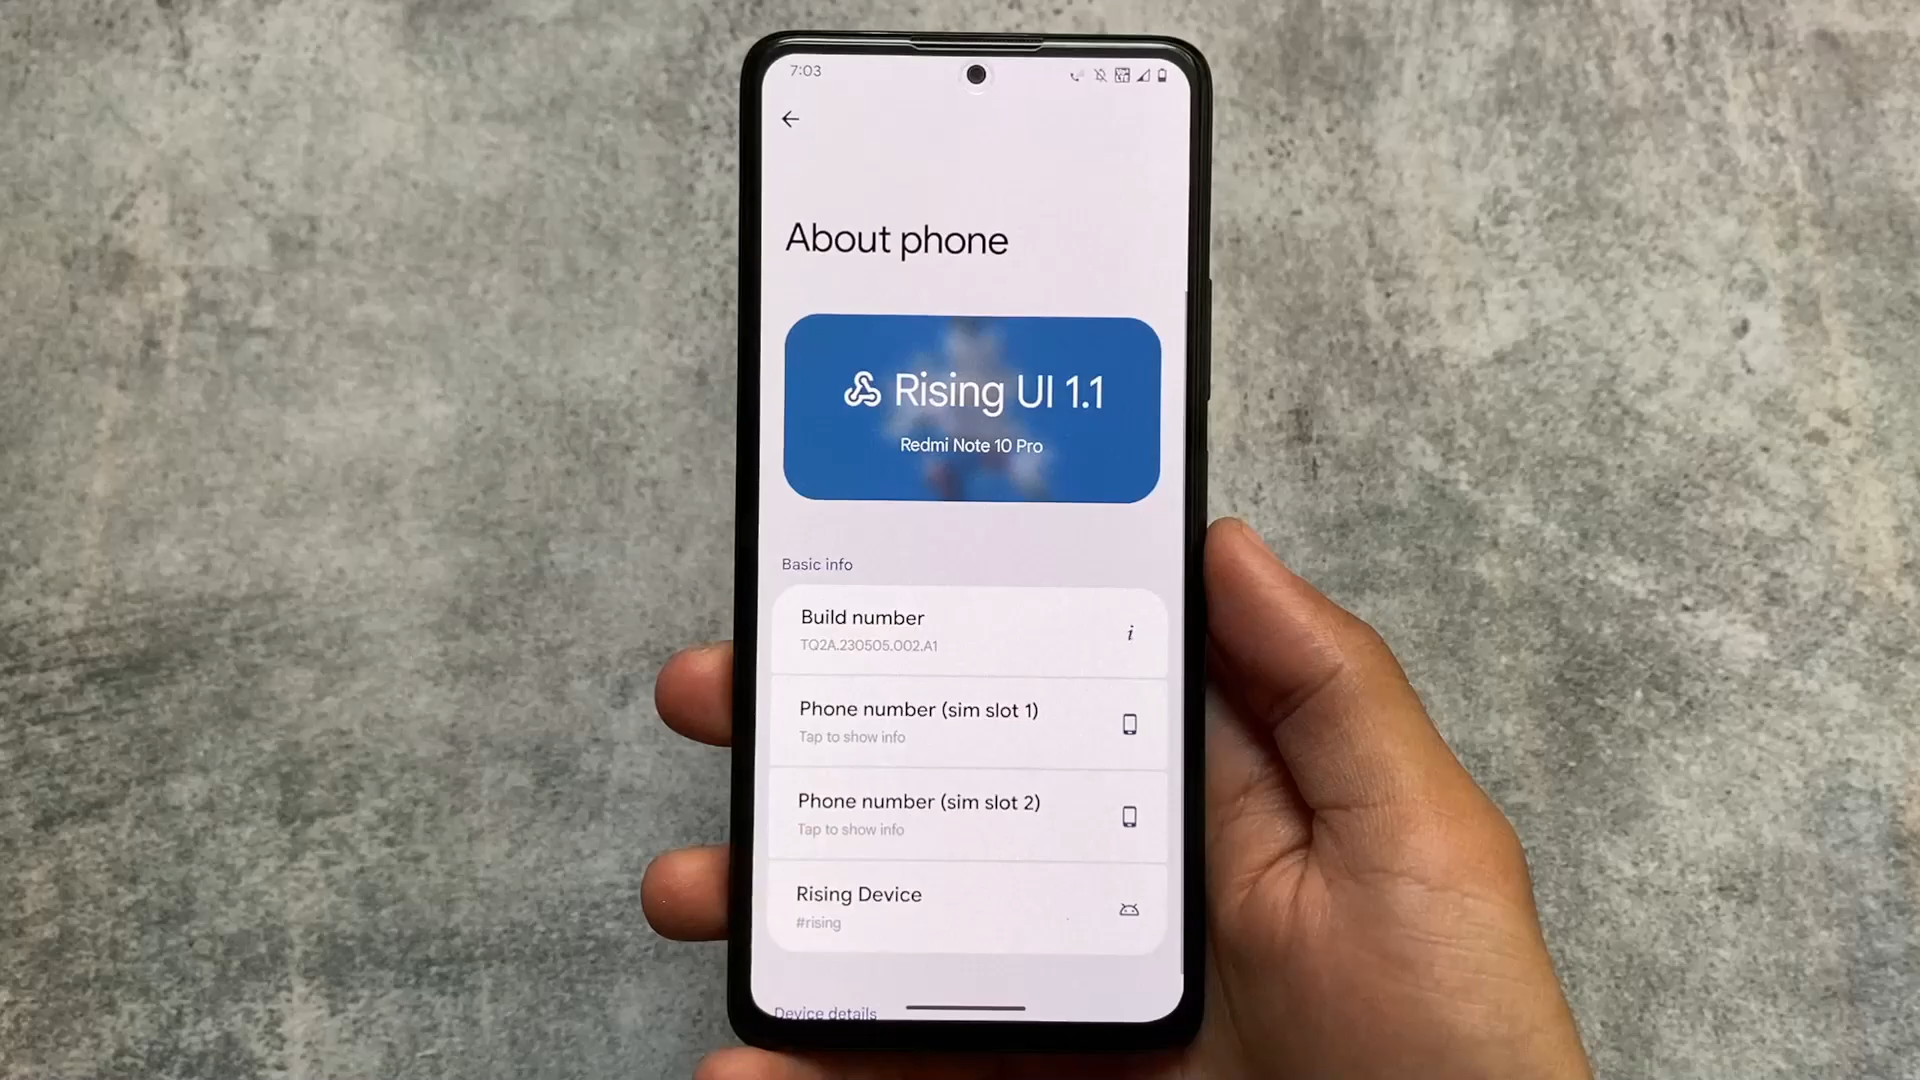 7:03
About phone
Rising UI 1.1
Redmi Note 10 Pro
Basic info
Build number
TQ2A.230505.002.A1
Phone number (sim slot 1)
Tap to show info
Phone number (sim slot 2)
Tap to show info
Rising Device
#rising
Device details